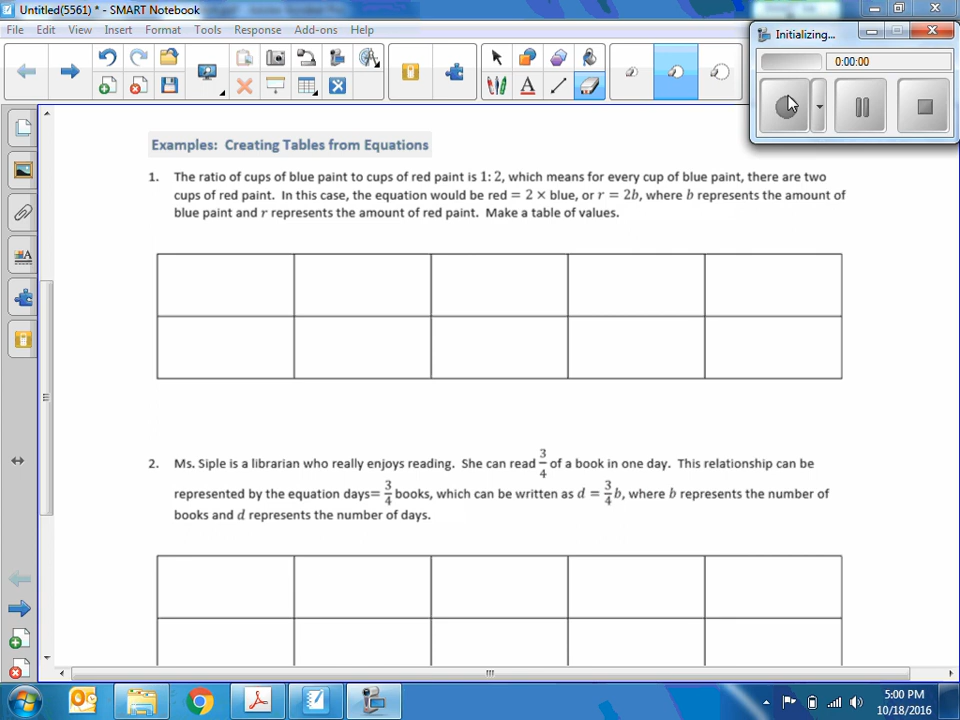 Untitled(5561) * - SMART Notebook
Initializing...
File Edit View Insert Format Tools Response Add-ons Help
0:00:00
Examples: Creating Tables from Equations
1. The ratio of cups of blue paint to cups of red paint is 1: 2, which means for every cup of blue paint, there are two
cups of red paint. In this case, the equation would be red = 2 × blue, or r = 2b, where b represents the amount of
blue paint and r represents the amount of red paint. Make a table of values.
2. Ms. Siple is a librarian who really enjoys reading. She can read 3/4 of a book in one day. This relationship can be
represented by the equation days= 3/4 books, which can be written as d = 3/4 b, where b represents the number of
books and d represents the number of days.
5:00 PM
10/18/2016